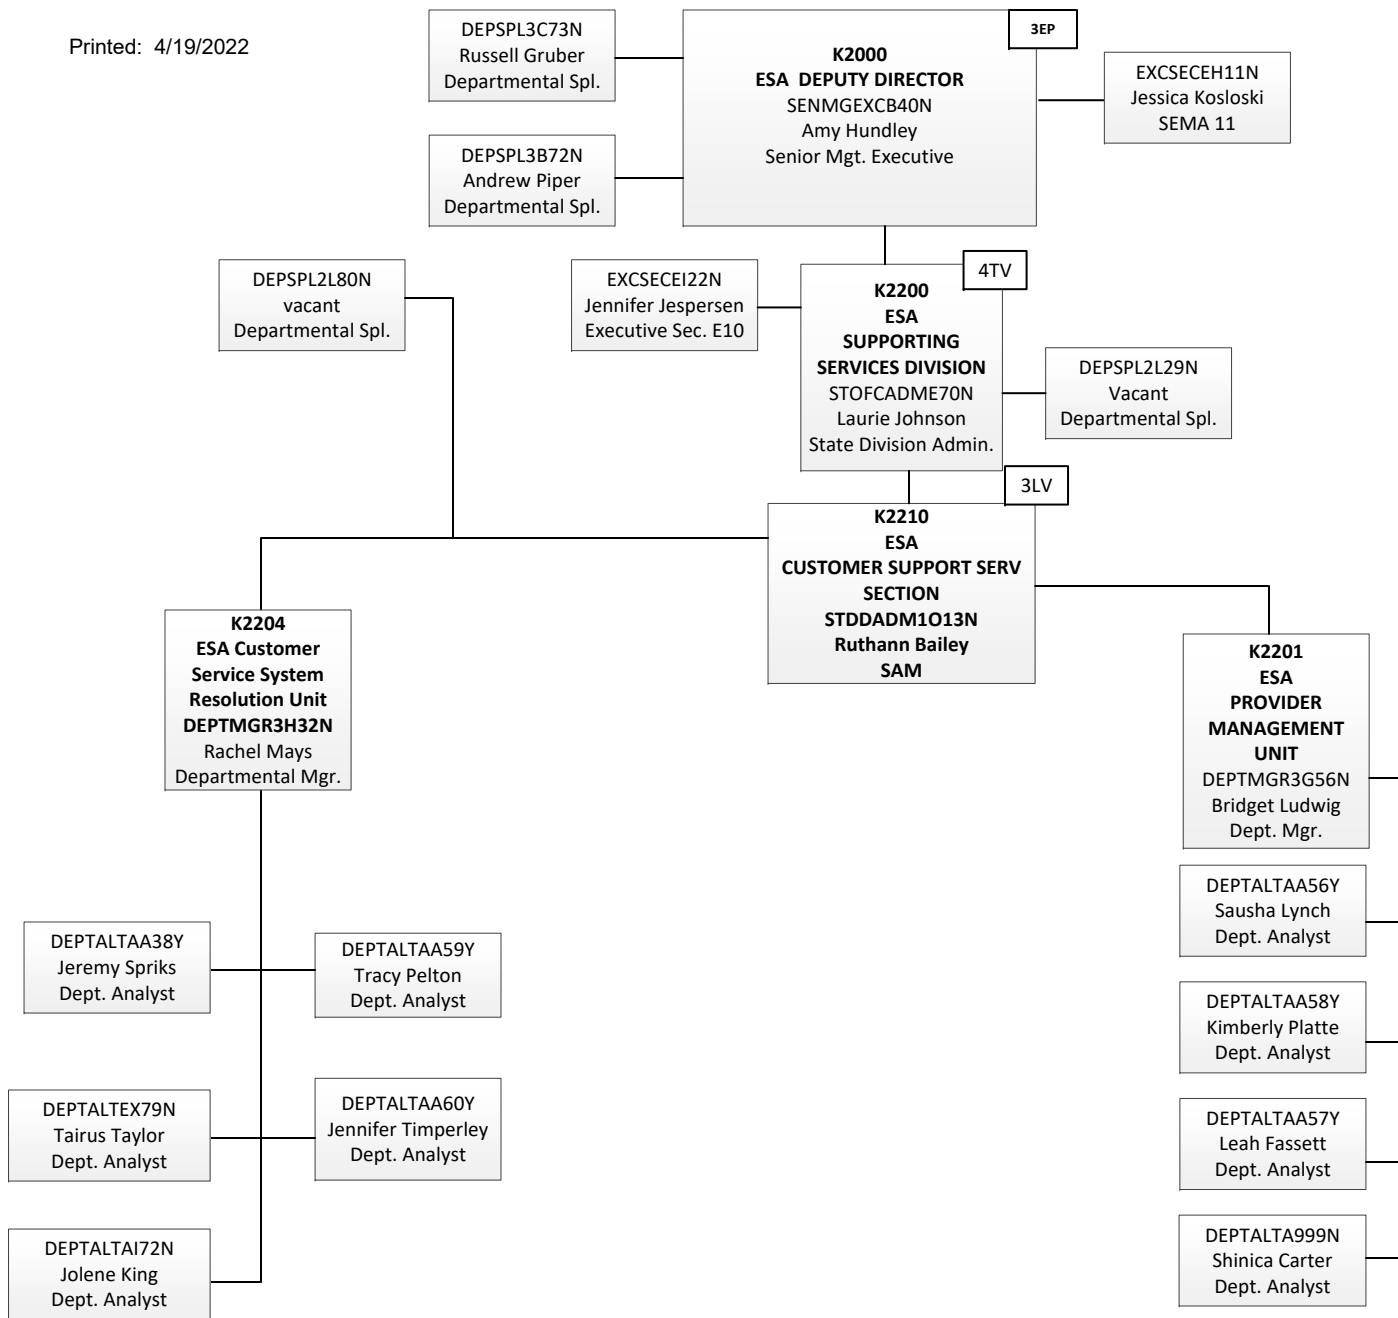 Printed: 4/19/2022
DEPSPL3C73N
Russell Gruber
Departmental Spl.
3EP
K2000
ESA DEPUTY DIRECTOR
SENMGEXCB40N
Amy Hundley
Senior Mgt. Executive
EXCSECEH11N
Jessica Kosloski
SEMA 11
DEPSPL3B72N
Andrew Piper
Departmental Spl.
DEPSPL2L80N
vacant
Departmental Spl.
EXCSECEI22N
Jennifer Jespersen
Executive Sec. E10
4TV
K2200
ESA
SUPPORTING
SERVICES DIVISION
STOFCADME70N
Laurie Johnson
State Division Admin.
DEPSPL2L29N
Vacant
Departmental Spl.
3LV
K2210
ESA
CUSTOMER SUPPORT SERV
SECTION
STDDADM1O13N
Ruthann Bailey
SAM
K2204
ESA Customer
Service System
Resolution Unit
DEPTMGR3H32N
Rachel Mays
Departmental Mgr.
K2201
ESA
PROVIDER
MANAGEMENT
UNIT
DEPTMGR3G56N
Bridget Ludwig
Dept. Mgr.
DEPTALTAA38Y
Jeremy Spriks
Dept. Analyst
DEPTALTAA59Y
Tracy Pelton
Dept. Analyst
DEPTALTEX79N
Tairus Taylor
Dept. Analyst
DEPTALTAA60Y
Jennifer Timperley
Dept. Analyst
DEPTALTAI72N
Jolene King
Dept. Analyst
DEPTALTAA56Y
Sausha Lynch
Dept. Analyst
DEPTALTAA58Y
Kimberly Platte
Dept. Analyst
DEPTALTAA57Y
Leah Fassett
Dept. Analyst
DEPTALTA999N
Shinica Carter
Dept. Analyst